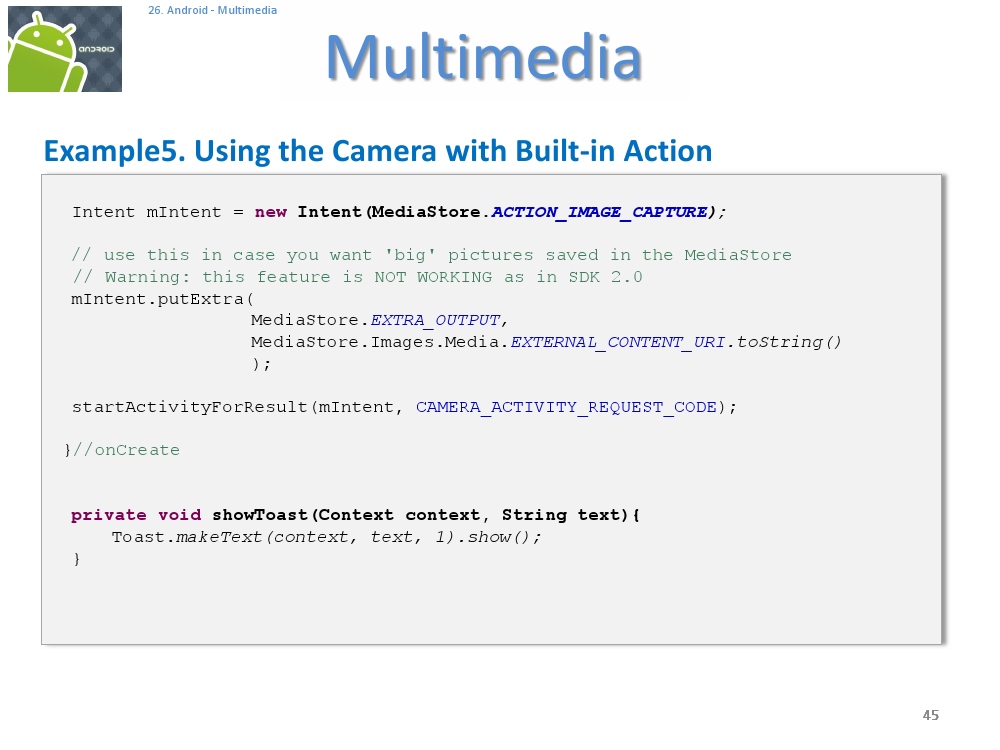 26. Android - Multimedia
ANDROID
Multimedia
Example5. Using the Camera with Built-in Action
Intent mIntent = new Intent(MediaStore.ACTION_IMAGE_CAPTURE);
// use this in case you want 'big' pictures saved in the MediaStore
// Warning: this feature is NOT WORKING as in SDK 2.0
mIntent.putExtra(
MediaStore.EXTRA_OUTPUT,
MediaStore.Images.Media.EXTERNAL_CONTENT_URI.toString()
);
startActivityForResult(mIntent, CAMERA_ACTIVITY_REQUEST_CODE);
}//onCreate
private void showToast(Context context, String text){
Toast.makeText(context, text, 1).show();
}
45